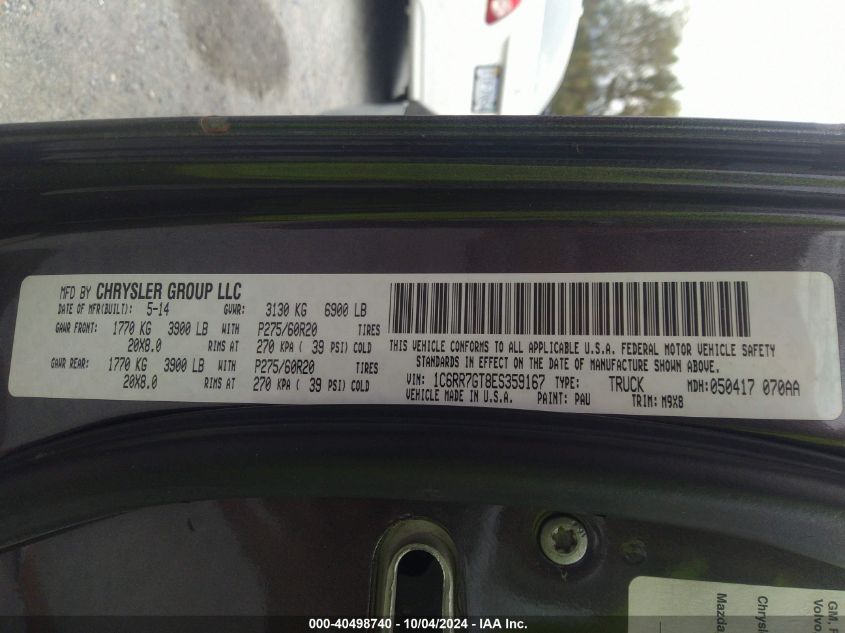 MFD BY CHRYSLER GROUP LLC
DATE OF MFR(BUILT): 5-14 GVWR: 3130 KG 6900 LB
GAWR FRONT: 1770 KG 3900 LB WITH P275/60R20 TIRES
20X8.0 RIMS AT 270 KPA ( 39 PSI) COLD
GAWR REAR: 1770 KG 3900 LB WITH P275/60R20 TIRES
20X8.0 RIMS AT 270 KPA ( 39 PSI) COLD
THIS VEHICLE CONFORMS TO ALL APPLICABLE U.S.A. FEDERAL MOTOR VEHICLE SAFETY
STANDARDS IN EFFECT ON THE DATE OF MANUFACTURE SHOWN ABOVE.
VIN: 1C6RR7GT8ES359167 TYPE: TRUCK MDH:050417 070AA
VEHICLE MADE IN U.S.A. PAINT: PAU TRIM: M9X8
GM,
Volvo
Chrysl
Mazda
000-40498740 - 10/04/2024 - IAA Inc.